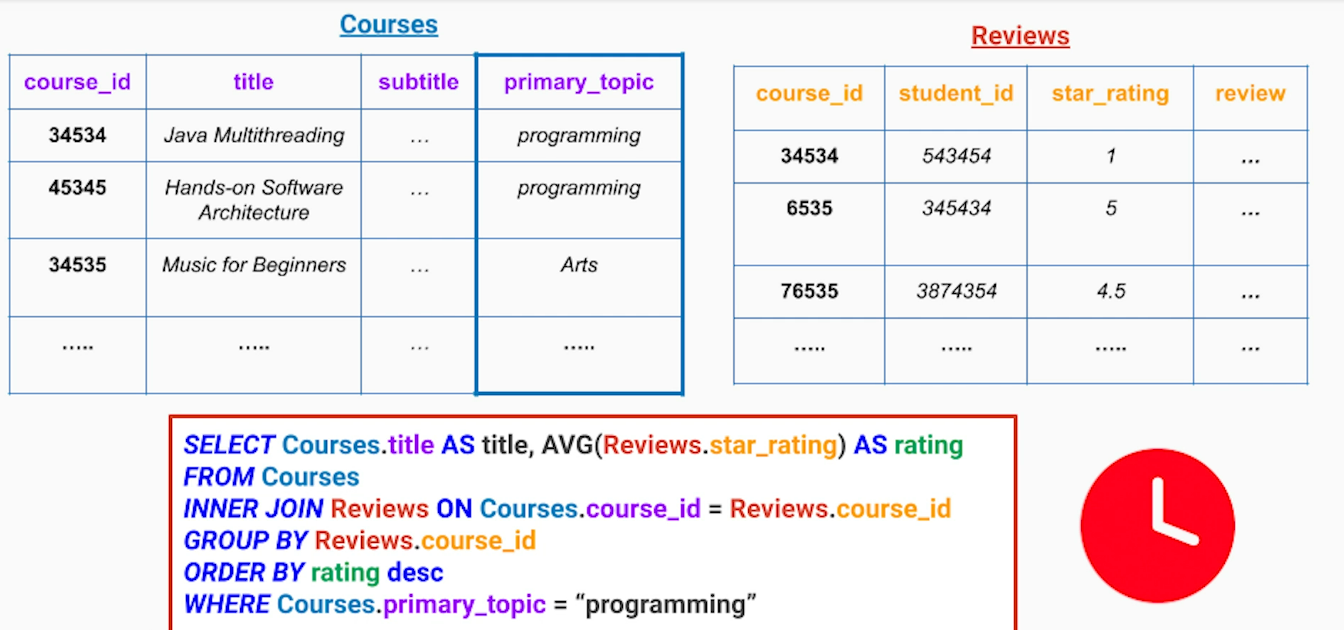 Courses
course_id title subtitle primary_topic
34534 Java Multithreading ... programming
45345 Hands-on Software Architecture ... programming
34535 Music for Beginners ... Arts
..... ..... ... .....
Reviews
course_id student_id star_rating review
34534 543454 1 ...
6535 345434 5 ...
76535 3874354 4.5 ...
..... ..... ..... ...
SELECT Courses.title AS title, AVG(Reviews.star_rating) AS rating
FROM Courses
INNER JOIN Reviews ON Courses.course_id = Reviews.course_id
GROUP BY Reviews.course_id
ORDER BY rating desc
WHERE Courses.primary_topic = “programming”